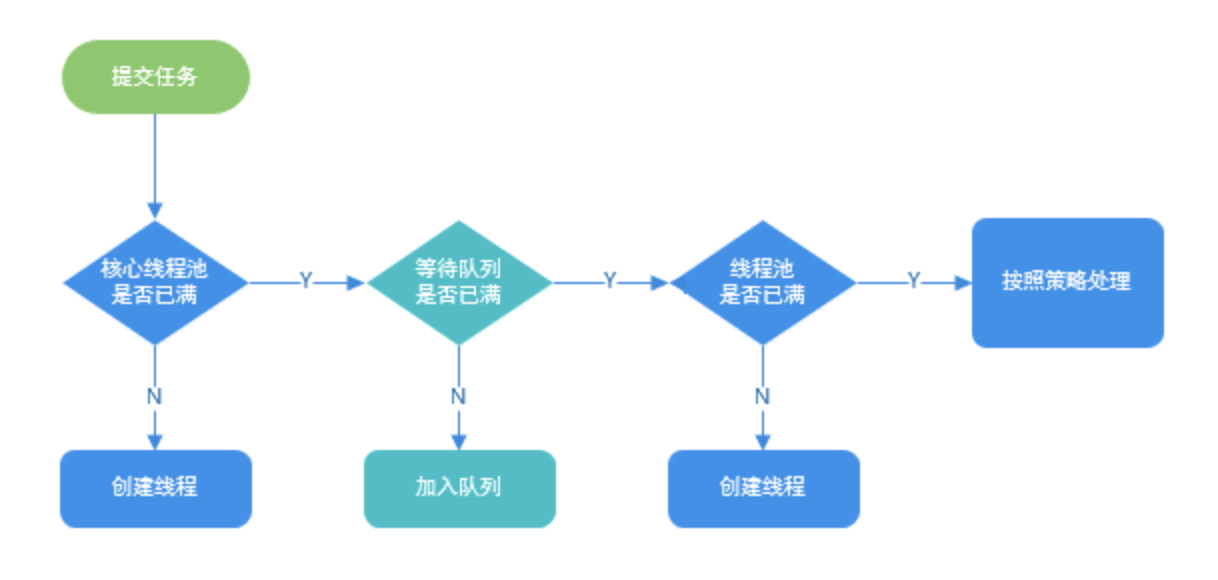 提交任务
核心线程池
是否已满
Y
等待队列
是否已满
Y
线程池
是否已满
Y
按照策略处理
N
N
N
创建线程
加入队列
创建线程